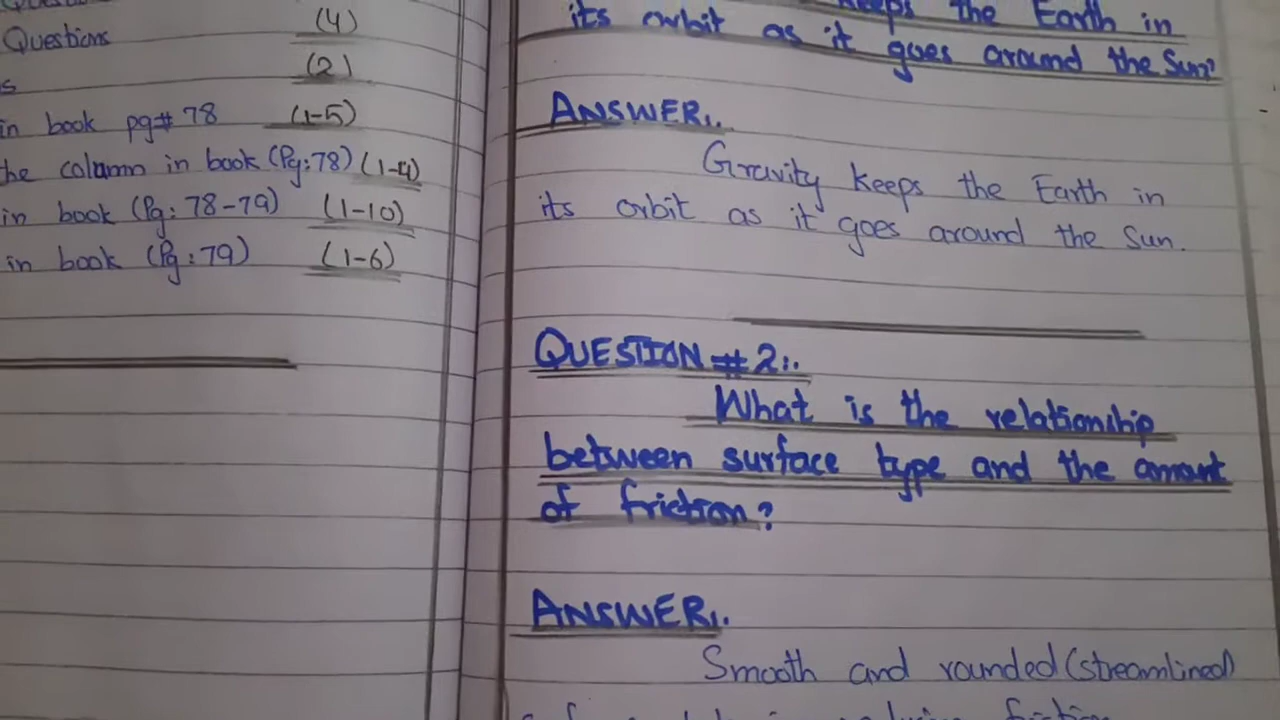 Questions (4)
s (2)
in book pg# 78 (1-5)
he column in book (Pg:78) (1-4)
in book (Pg: 78-79) (1-10)
in book (Pg:79) (1-6)
keeps the Earth in
its orbit as it goes around the Sun?
ANSWER:.
Gravity keeps the Earth in
its orbit as it goes around the Sun.
QUESTION # 2:.
What is the relationship
between surface type and the amount
of friction?
ANSWER:.
Smooth and rounded (streamlined)
friction